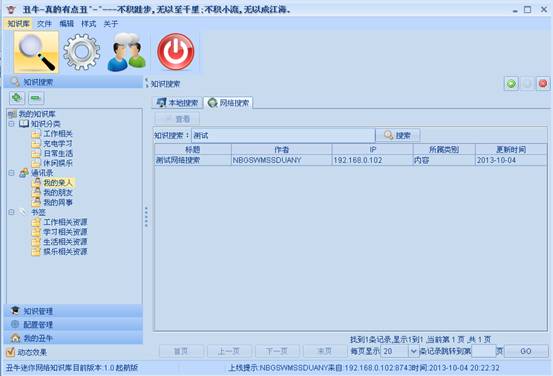 丑牛-真的有点丑^-^---不积跬步,无以至千里;不积小流,无以成江海。
知识库 文件 编辑 样式 关于
知识搜索
知识搜索
本地搜索 网络搜索
查看
知识搜索: 测试 搜索
标题 作者 IP 所属类别 更新时间
测试网络搜索 NBGSWMSSDUANY 192.168.0.102 内容 2013-10-04
我的知识库
知识分类
工作相关
充电学习
日常生活
休闲娱乐
通讯录
我的亲人
我的朋友
我的同事
书签
工作相关资源
学习相关资源
生活相关资源
娱乐相关资源
知识管理
配置管理
我的丑牛
动态效果
找到1条记录,显示1到1,当前第 1 页,共 1 页
首页 上一页 下一页 末页 每页显示 20 条记录跳转到第 页 GO
丑牛迷你网络知识库目前版本:1.0 起航版 上线提示:NBGSWMSSDUANY来自:192.168.0.102:8743时间:2013-10-04 20:22:32